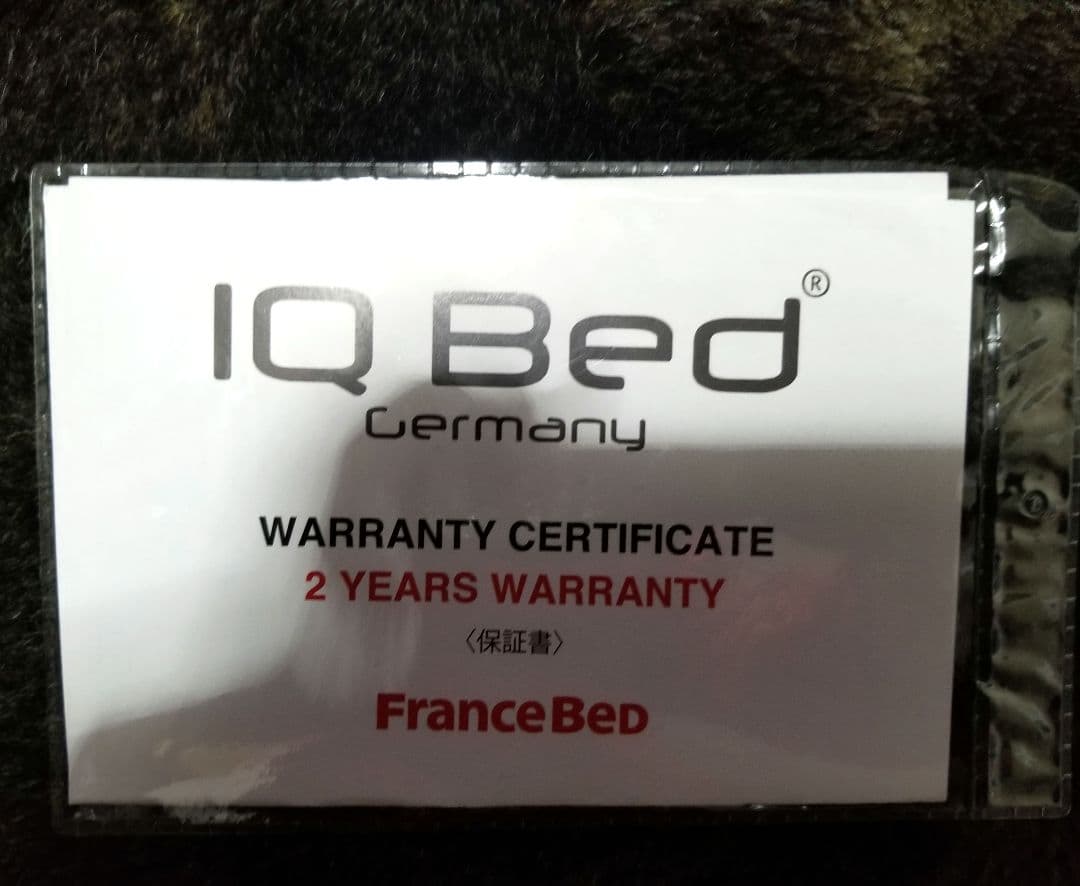 IQ Bed®
Germany
WARRANTY CERTIFICATE
2 YEARS WARRANTY
〈保証書〉
FranceBeD